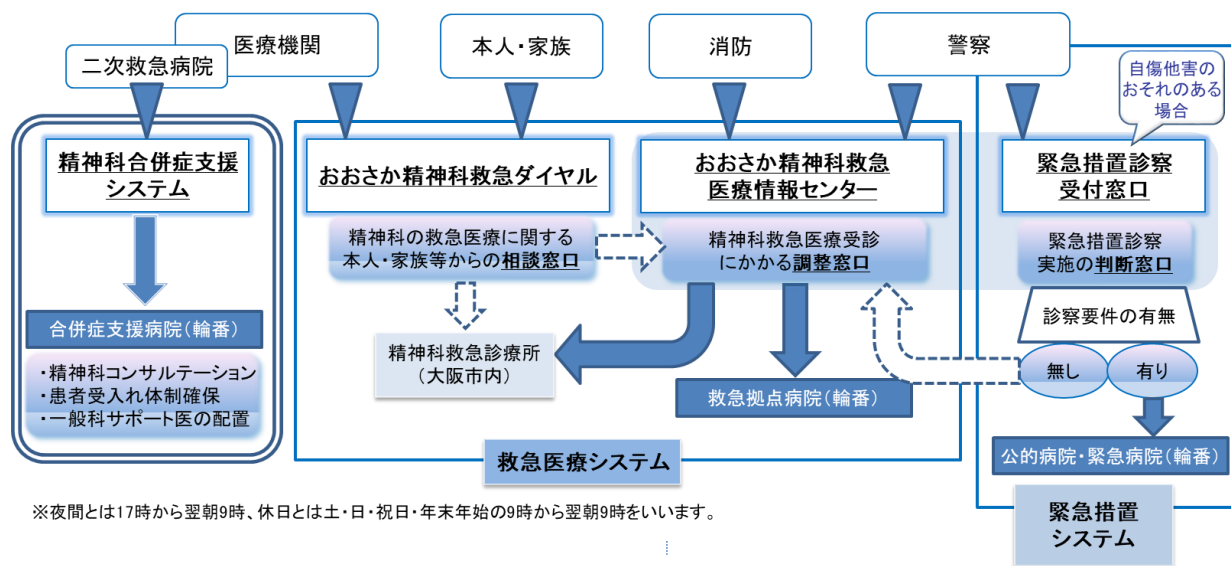 医療機関
二次救急病院
本人・家族
消防
警察
自傷他害の
おそれのある
場合
精神科合併症支援
システム
おおさか精神科救急ダイヤル
おおさか精神科救急
医療情報センター
緊急措置診察
受付窓口
精神科の救急医療に関する
本人・家族等からの相談窓口
精神科救急医療受診
にかかる調整窓口
緊急措置診察
実施の判断窓口
合併症支援病院(輪番)
・精神科コンサルテーション
・患者受入れ体制確保
・一般科サポート医の配置
精神科救急診療所
(大阪市内)
救急拠点病院(輪番)
診察要件の有無
無し
有り
公的病院・緊急病院(輪番)
救急医療システム
緊急措置
システム
※夜間とは17時から翌朝9時、休日とは土・日・祝日・年末年始の9時から翌朝9時をいいます。